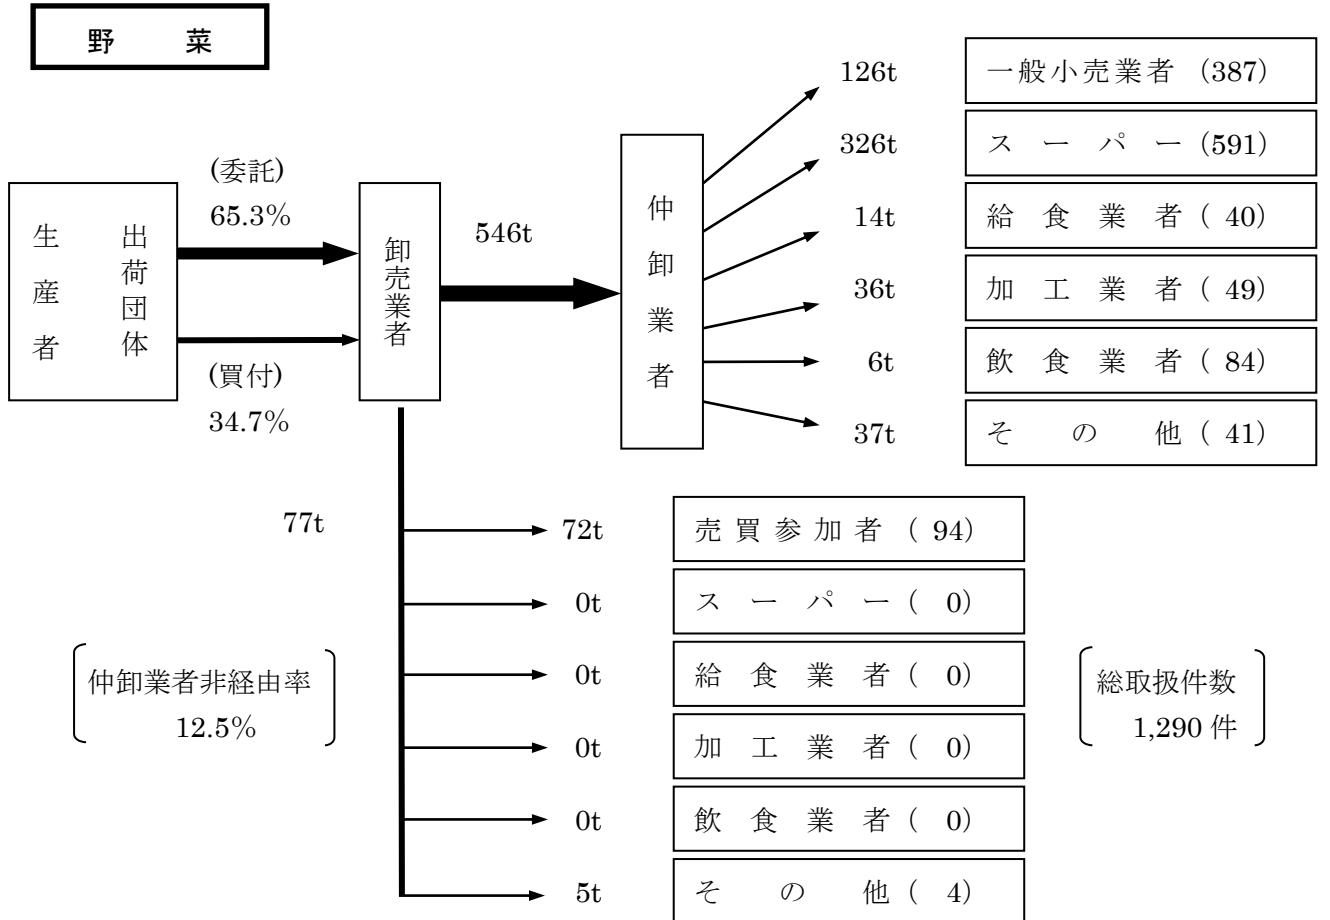 野 菜
生産者
出荷団体
(委託)
65.3%
(買付)
34.7%
卸売業者
546t
仲卸業者
126t 一般小売業者 (387)
326t スーパー (591)
14t 給食業者 ( 40)
36t 加工業者 ( 49)
6t 飲食業者 ( 84)
37t その他 ( 41)
77t
72t 売買参加者 ( 94)
0t スーパー ( 0)
0t 給食業者 ( 0)
0t 加工業者 ( 0)
0t 飲食業者 ( 0)
5t その他 ( 4)
仲卸業者非経由率
12.5%
総取扱件数
1,290 件